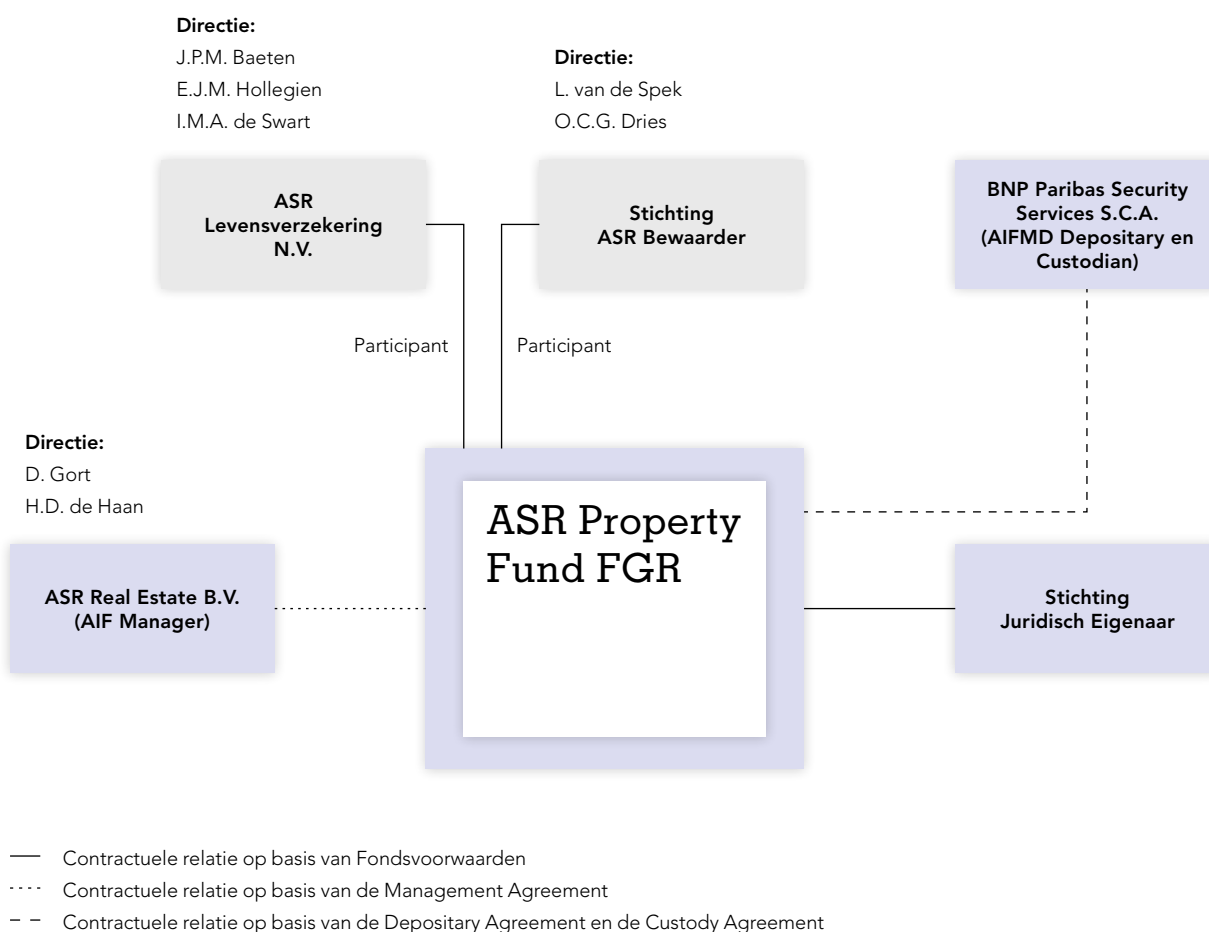 Directie:
J.P.M. Baeten
E.J.M. Hollegien
I.M.A. de Swart
Directie:
L. van de Spek
O.C.G. Dries
ASR
Levensverzekering
N.V.
Stichting
ASR Bewaarder
BNP Paribas Security
Services S.C.A.
(AIFMD Depositary en
Custodian)
Participant
Participant
Directie:
D. Gort
H.D. de Haan
ASR Real Estate B.V.
(AIF Manager)
ASR Property
Fund FGR
Stichting
Juridisch Eigenaar
Contractuele relatie op basis van Fondsvoorwaarden
Contractuele relatie op basis van de Management Agreement
Contractuele relatie op basis van de Depositary Agreement en de Custody Agreement